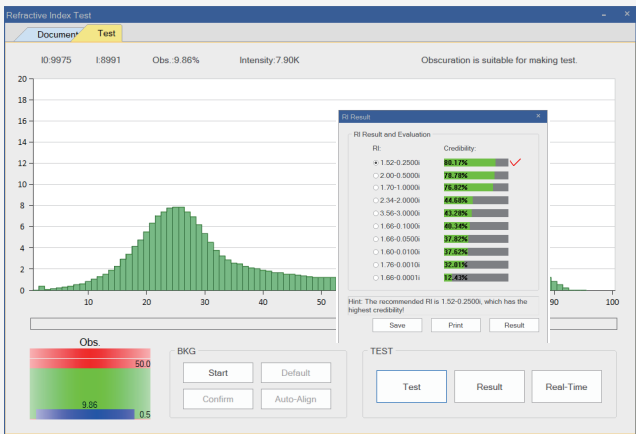 Refractive Index Test
Document Test
I0:9975 I:8991 Obs.:9.86% Intensity:7.90K Obscuration is suitable for making test.
20
18
16
14
12
10
8
6
4
2
0
10 20 30 40 50 90 100
RI Result
RI Result and Evaluation
RI: Credibility:
1.52-0.2500i 80.17%
2.00-0.5000i 78.78%
1.70-1.0000i 76.82%
2.34-2.0000i 44.68%
3.56-3.0000i 43.28%
1.66-0.1000i 40.34%
1.66-0.0500i 37.82%
1.60-0.0100i 37.62%
1.76-0.0010i 32.01%
1.66-0.0001i 12.43%
Hint: The recommended RI is 1.52-0.2500i, which has the
highest credibility!
Save Print Result
Obs.
50.0
9.86
0.5
BKG
Start Default
Confirm Auto-Align
TEST
Test Result Real-Time